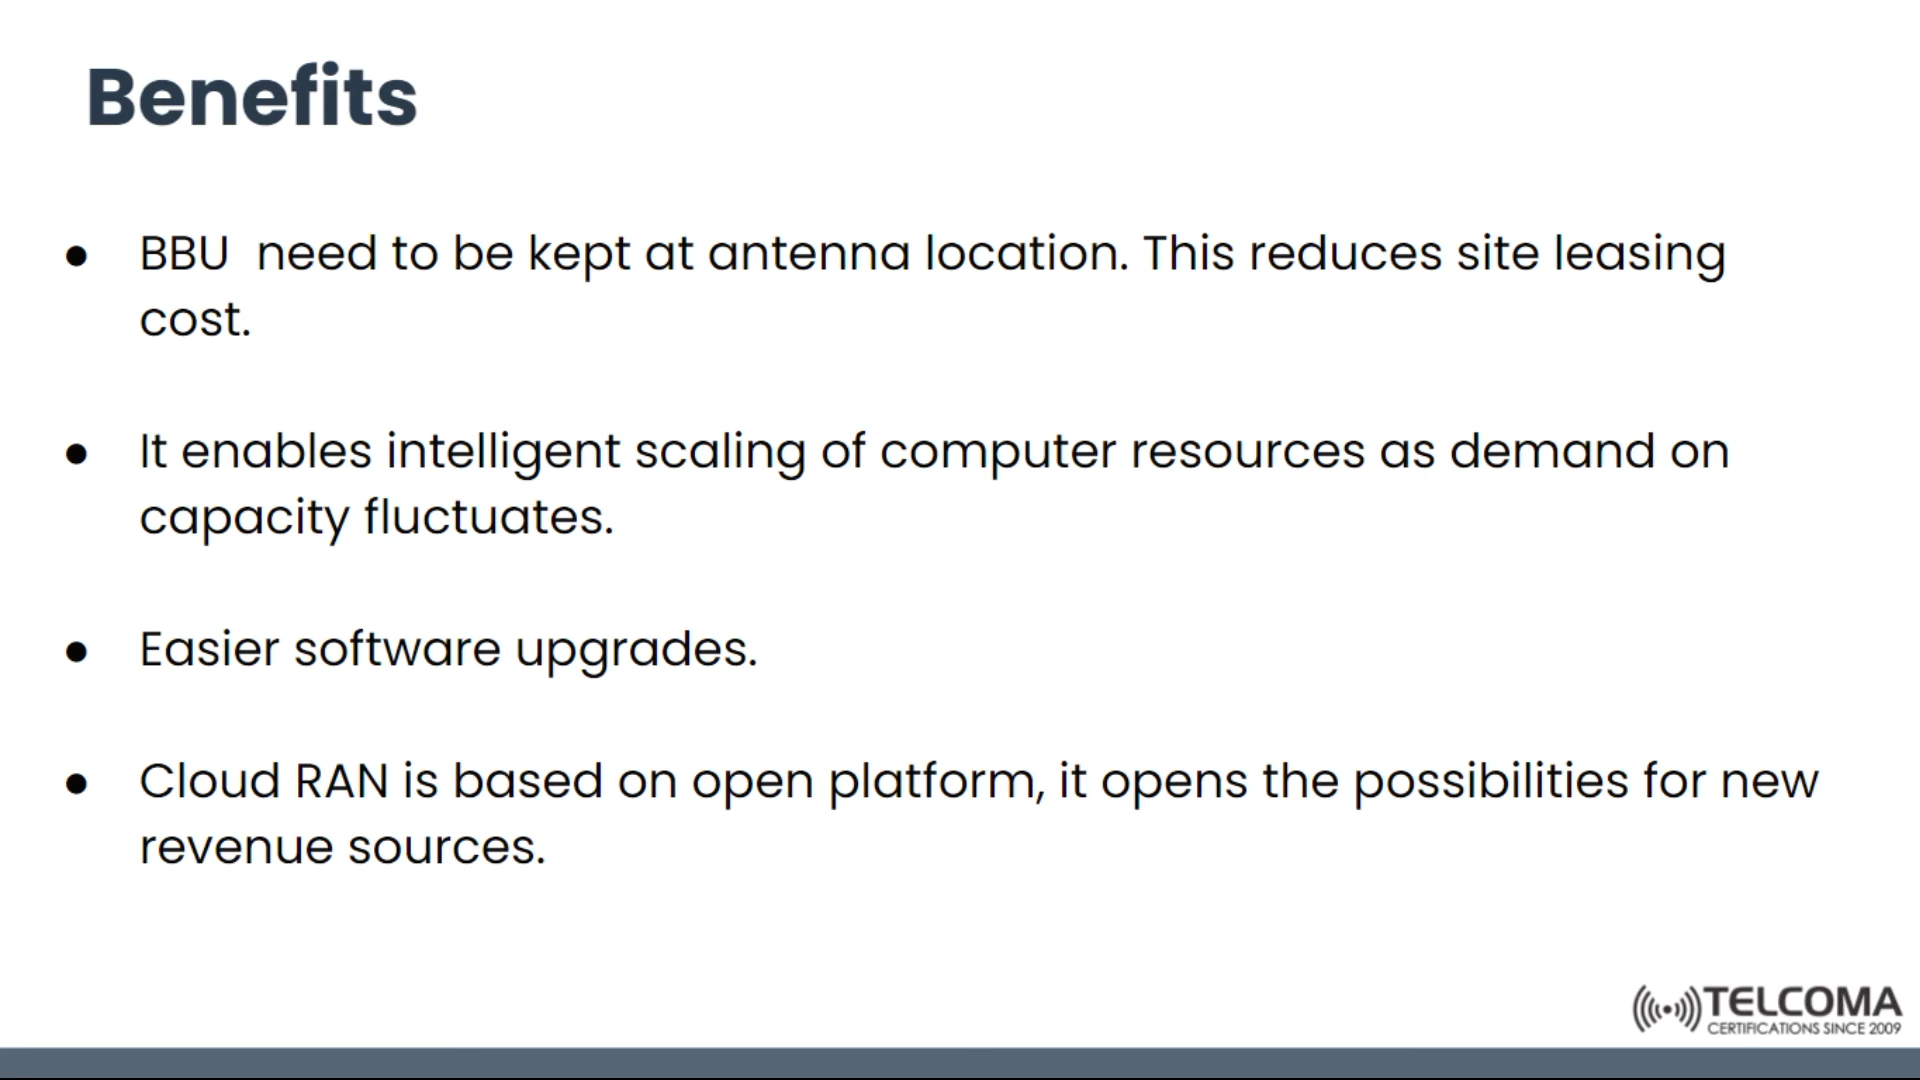 Benefits
● BBU  need to be kept at antenna location. This reduces site leasing
cost.
● It enables intelligent scaling of computer resources as demand on
capacity fluctuates.
● Easier software upgrades.
● Cloud RAN is based on open platform, it opens the possibilities for new
revenue sources.
TELCOMA
CERTIFICATIONS SINCE 2009